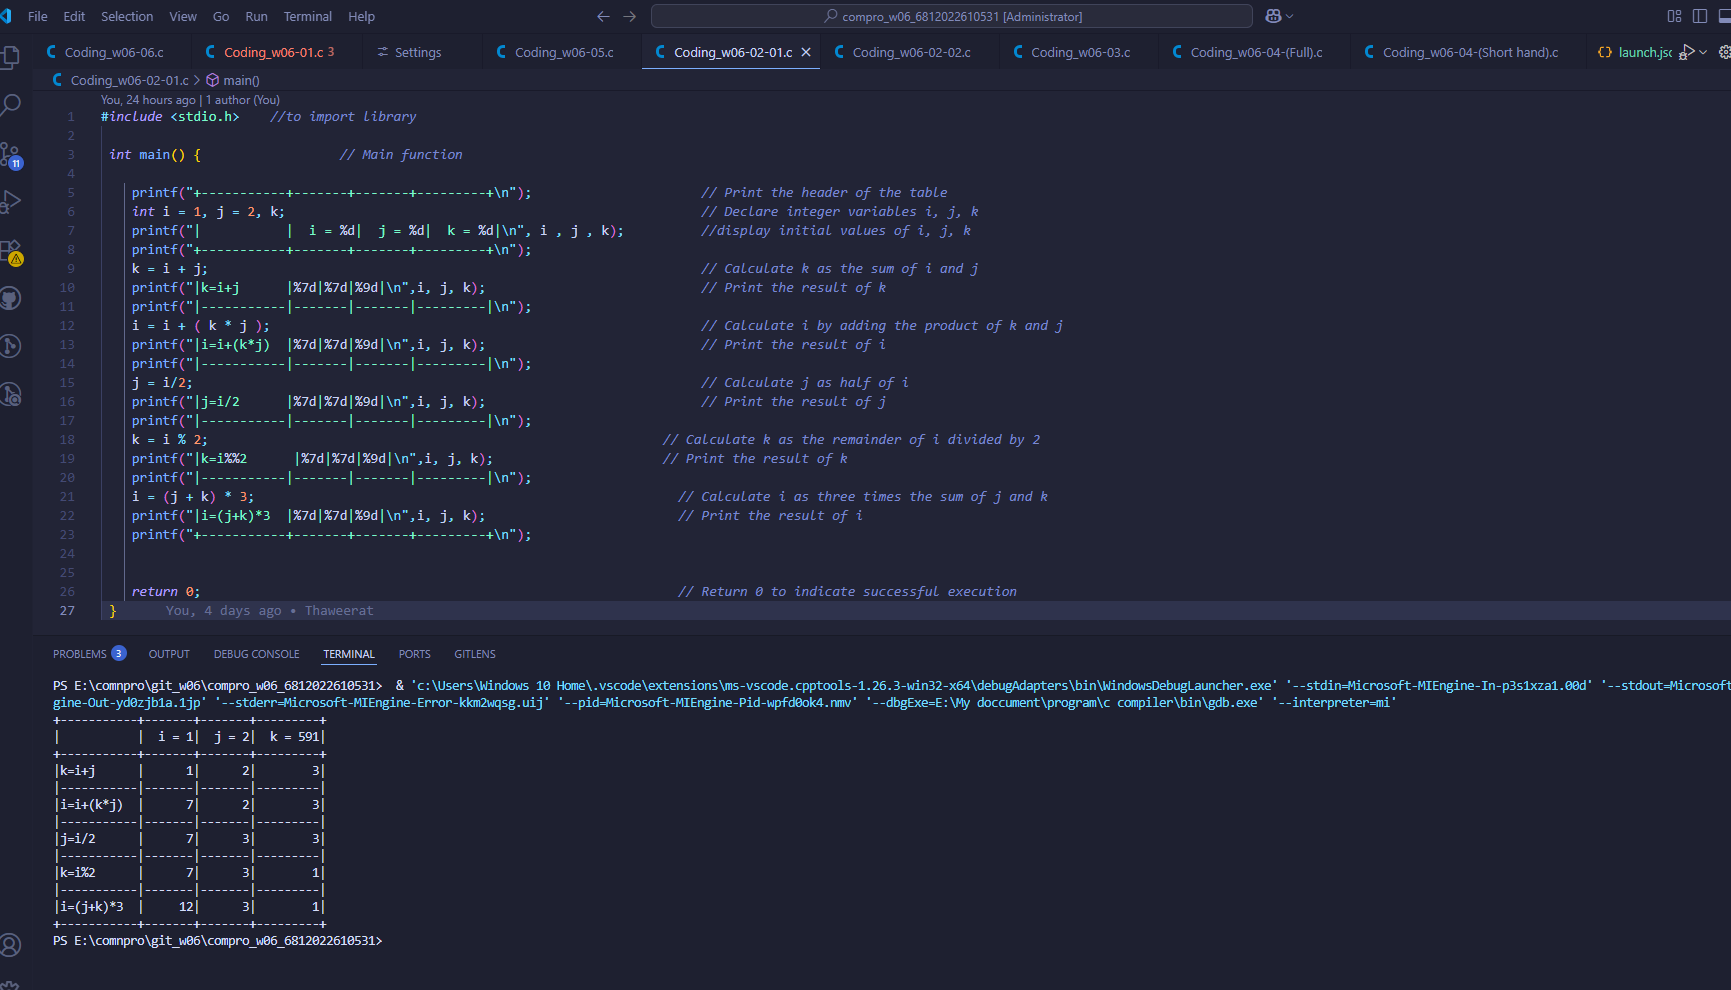 File Edit Selection View Go Run Terminal Help
compro_w06_6812022610531 [Administrator]
Coding_w06-06.c Coding_w06-01.c 3 Settings Coding_w06-05.c Coding_w06-02-01.c Coding_w06-02-02.c Coding_w06-03.c Coding_w06-04-(Full).c Coding_w06-04-(Short hand).c launch.jsc
Coding_w06-02-01.c > main()
You, 24 hours ago | 1 author (You)
1 #include <stdio.h>    //to import library
2
3 int main() {                  // Main function
4
5 printf("+-----------+-------+-------+---------+\n");                      // Print the header of the table
6 int i = 1, j = 2, k;                                                      // Declare integer variables i, j, k
7 printf("|           |  i = %d|  j = %d|  k = %d|\n", i , j , k);          //display initial values of i, j, k
8 printf("+-----------+-------+-------+---------+\n");
9 k = i + j;                                                                // Calculate k as the sum of i and j
10 printf("|k=i+j      |%7d|%7d|%9d|\n",i, j, k);                            // Print the result of k
11 printf("|-----------|-------|-------|---------|\n");
12 i = i + ( k * j );                                                        // Calculate i by adding the product of k and j
13 printf("|i=i+(k*j)  |%7d|%7d|%9d|\n",i, j, k);                            // Print the result of i
14 printf("|-----------|-------|-------|---------|\n");
15 j = i/2;                                                                  // Calculate j as half of i
16 printf("|j=i/2      |%7d|%7d|%9d|\n",i, j, k);                            // Print the result of j
17 printf("|-----------|-------|-------|---------|\n");
18 k = i % 2;                                                           // Calculate k as the remainder of i divided by 2
19 printf("|k=i%%2      |%7d|%7d|%9d|\n",i, j, k);                      // Print the result of k
20 printf("|-----------|-------|-------|---------|\n");
21 i = (j + k) * 3;                                                       // Calculate i as three times the sum of j and k
22 printf("|i=(j+k)*3  |%7d|%7d|%9d|\n",i, j, k);                         // Print the result of i
23 printf("+-----------+-------+-------+---------+\n");
24
25
26 return 0;                                                              // Return 0 to indicate successful execution
27 }      You, 4 days ago • Thaweerat
11
PROBLEMS 3 OUTPUT DEBUG CONSOLE TERMINAL PORTS GITLENS
PS E:\comnpro\git_w06\compro_w06_6812022610531>  & 'c:\Users\Windows 10 Home\.vscode\extensions\ms-vscode.cpptools-1.26.3-win32-x64\debugAdapters\bin\WindowsDebugLauncher.exe' '--stdin=Microsoft-MIEngine-In-p3s1xza1.00d' '--stdout=Microsoft
gine-Out-yd0zjb1a.1jp' '--stderr=Microsoft-MIEngine-Error-kkm2wqsg.uij' '--pid=Microsoft-MIEngine-Pid-wpfd0ok4.nmv' '--dbgExe=E:\My doccument\program\c compiler\bin\gdb.exe' '--interpreter=mi'
+-----------+-------+-------+---------+
|           |  i = 1|  j = 2|  k = 591|
+-----------+-------+-------+---------+
|k=i+j      |      1|      2|        3|
|-----------|-------|-------|---------|
|i=i+(k*j)  |      7|      2|        3|
|-----------|-------|-------|---------|
|j=i/2      |      7|      3|        3|
|-----------|-------|-------|---------|
|k=i%2      |      7|      3|        1|
|-----------|-------|-------|---------|
|i=(j+k)*3  |     12|      3|        1|
+-----------+-------+-------+---------+
PS E:\comnpro\git_w06\compro_w06_6812022610531>